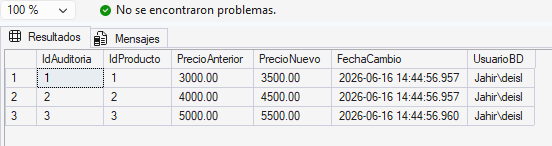 100 %
No se encontraron problemas.
Resultados Mensajes
IdAuditoria IdProducto PrecioAnterior PrecioNuevo FechaCambio UsuarioBD
1 1 1 3000.00 3500.00 2026-06-16 14:44:56.957 Jahir\deisl
2 2 2 4000.00 4500.00 2026-06-16 14:44:56.957 Jahir\deisl
3 3 3 5000.00 5500.00 2026-06-16 14:44:56.960 Jahir\deisl